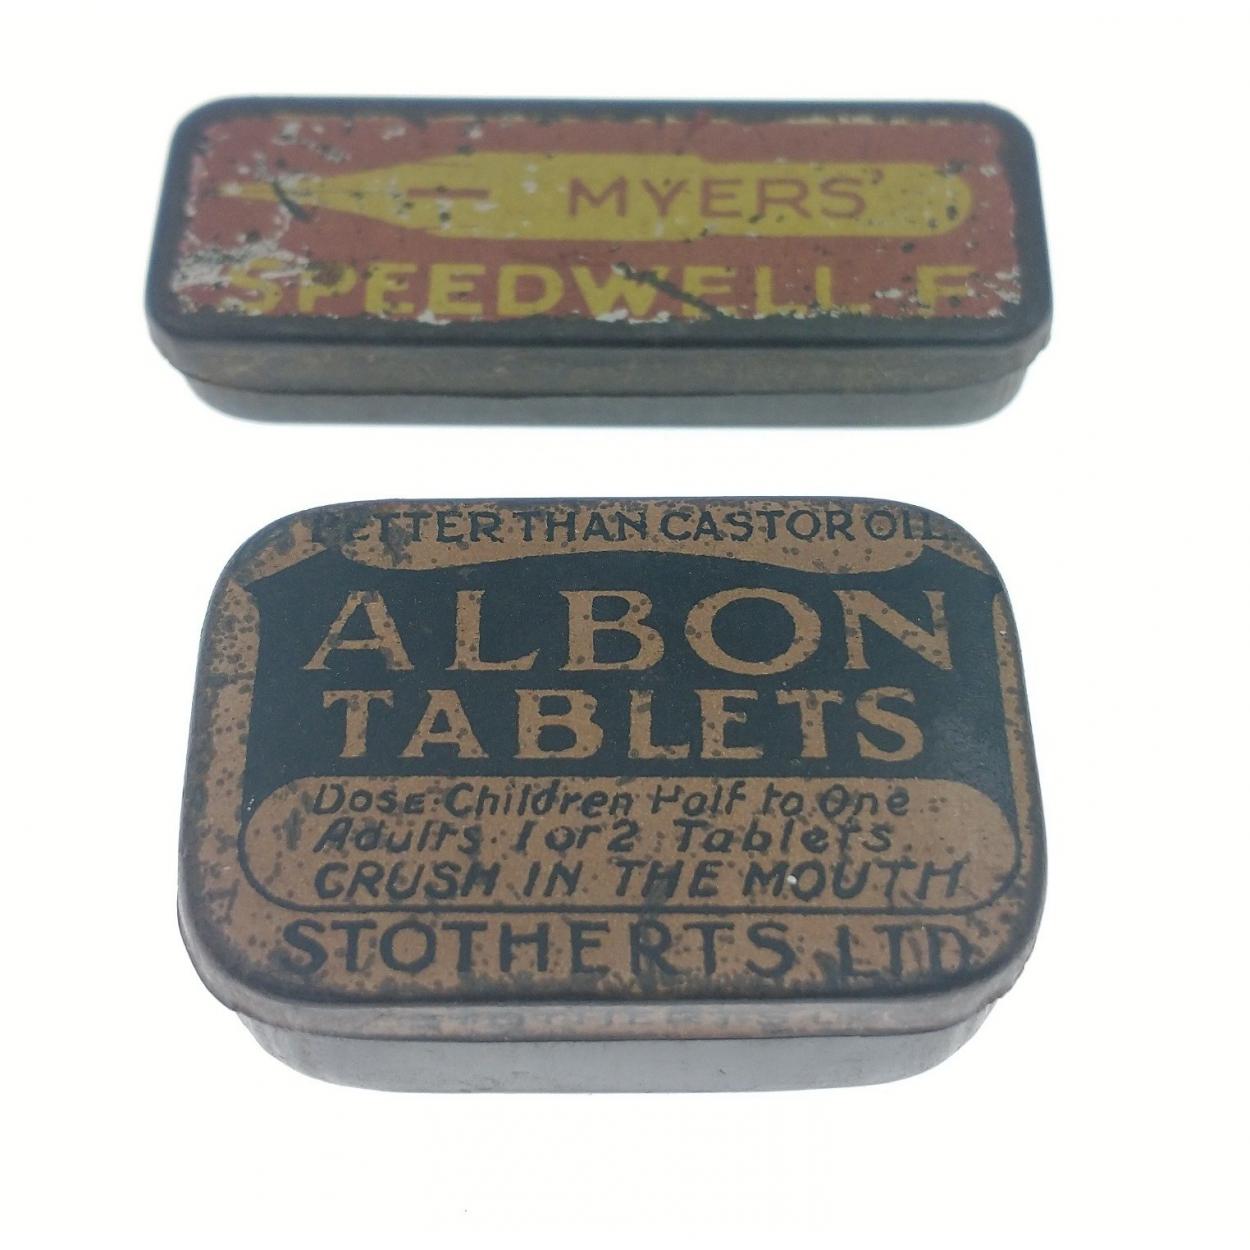 MYERS'
SPEEDWELL F
BETTER THAN CASTOR OIL
ALBON
TABLETS
DOSE: Children Half to One
Adults 1 or 2 Tablets
CRUSH IN THE MOUTH
STOTHERTS LTD